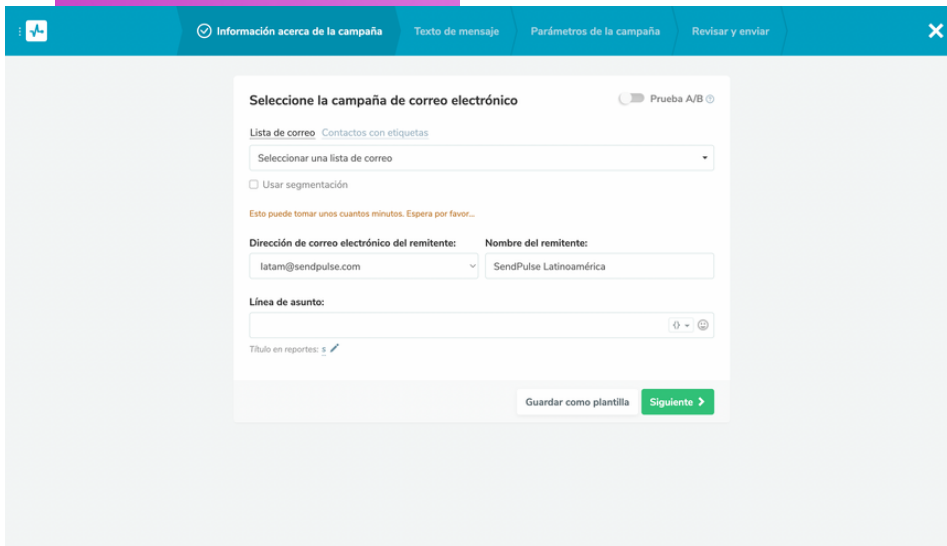 Información acerca de la campaña
Texto de mensaje
Parámetros de la campaña
Revisar y enviar
Seleccione la campaña de correo electrónico
Prueba A/B
Lista de correo Contactos con etiquetas
Seleccionar una lista de correo
Usar segmentación
Esto puede tomar unos cuantos minutos. Espera por favor...
Dirección de correo electrónico del remitente: Nombre del remitente:
latam@sendpulse.com SendPulse Latinoamérica
Línea de asunto:
{}
Título en reportes: s
Guardar como plantilla Siguiente